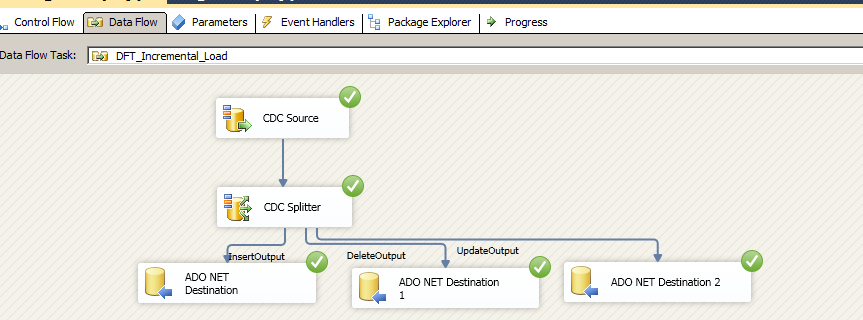 Control Flow Data Flow Parameters Event Handlers Package Explorer Progress
Data Flow Task: DFT_Incremental_Load
CDC Source
CDC Splitter
InsertOutput DeleteOutput UpdateOutput
ADO NET
Destination
ADO NET Destination
1
ADO NET Destination 2